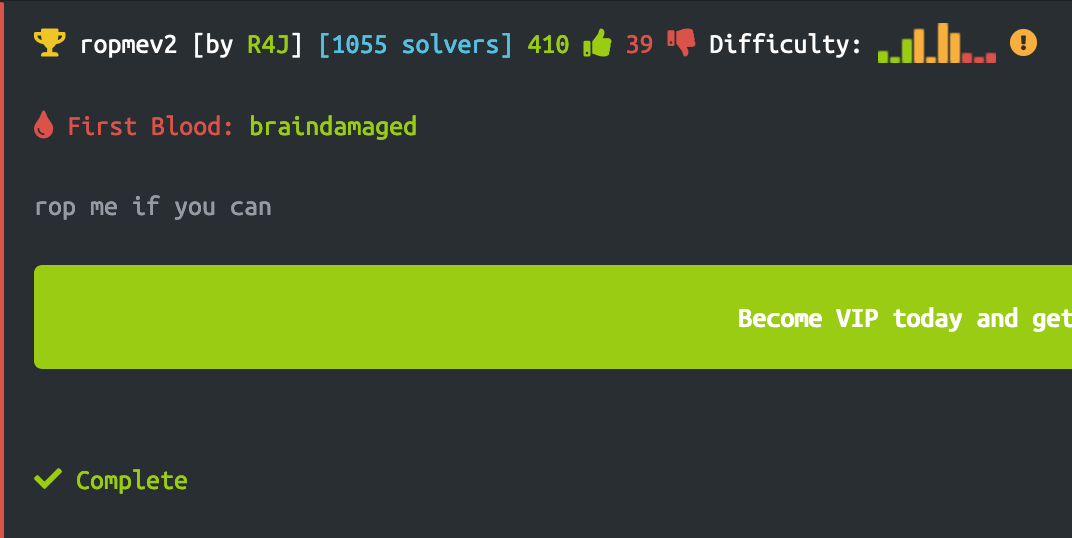 ropmev2 [by R4J] [1055 solvers] 410 39 Difficulty:
First Blood: braindamaged
rop me if you can
Become VIP today and get
Complete